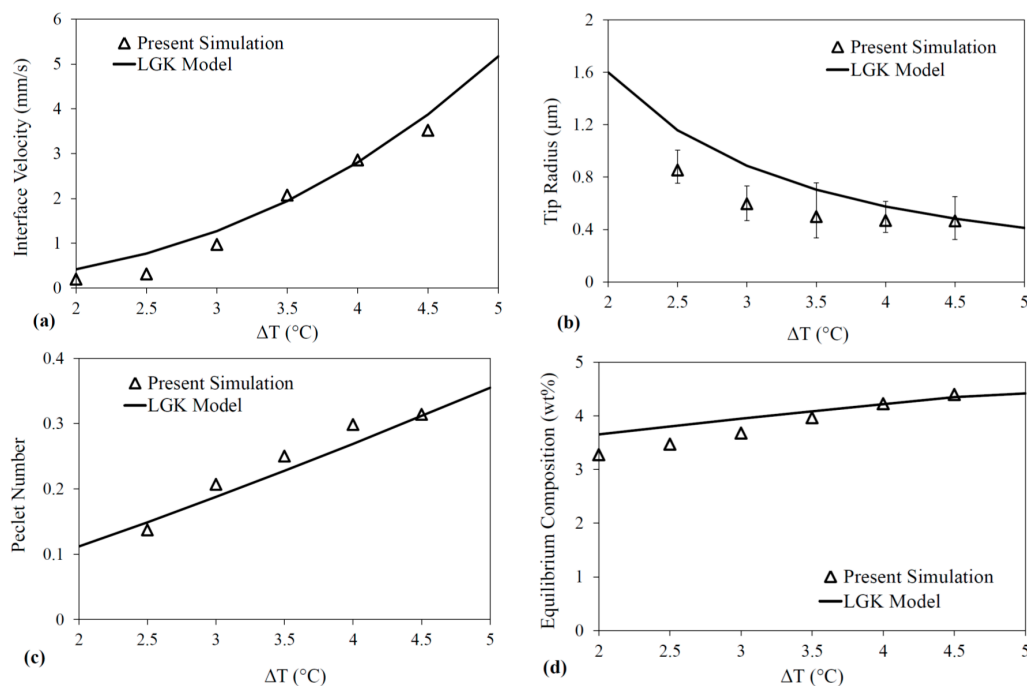 6
5
4
3
2
1
0
Interface Velocity (mm/s)
Present Simulation
LGK Model
2 2.5 3 3.5 4 4.5 5
ΔT (°C)
(a)
2
1.6
1.2
0.8
0.4
0
Tip Radius (μm)
Present Simulation
LGK Model
2 2.5 3 3.5 4 4.5 5
ΔT (°C)
(b)
0.4
0.3
0.2
0.1
0
Peclet Number
Present Simulation
LGK Model
2 2.5 3 3.5 4 4.5 5
ΔT (°C)
(c)
5
4
3
2
1
0
Equilibrium Composition (wt%)
Present Simulation
LGK Model
2 2.5 3 3.5 4 4.5 5
ΔT (°C)
(d)